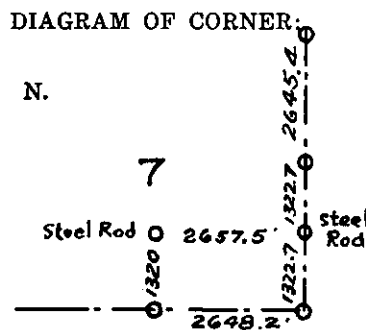 DIAGRAM OF CORNER:
2645.4
N.
7
1322.7
Steel Rod
2657.5'
Steel
Rod
1320
1322.7
2648.2'